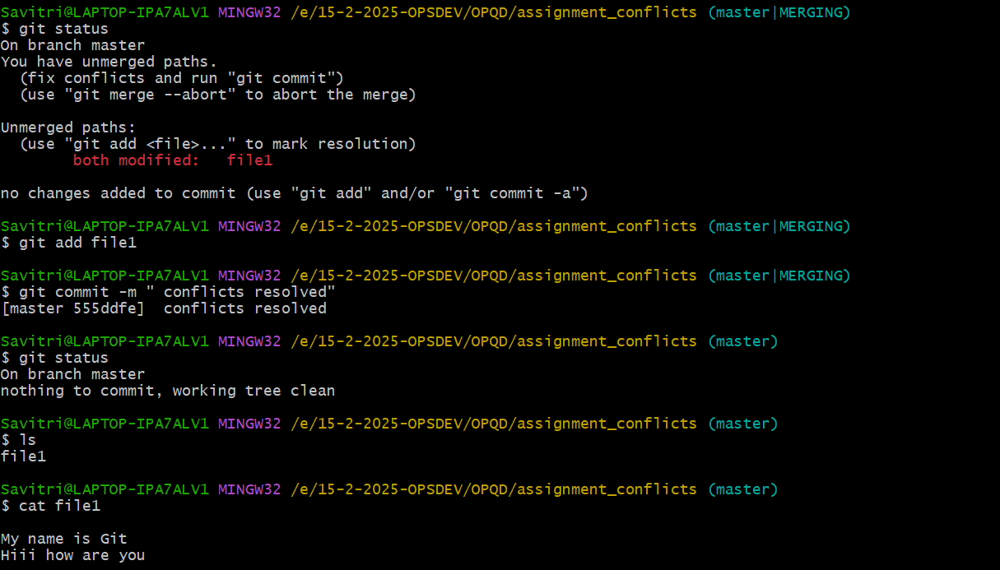 Savitri@LAPTOP-IPA7ALV1 MINGW32 /e/15-2-2025-OPSDEV/OPQD/assignment_conflicts (master|MERGING)
$ git status
On branch master
You have unmerged paths.
  (fix conflicts and run "git commit")
  (use "git merge --abort" to abort the merge)

Unmerged paths:
  (use "git add <file>..." to mark resolution)
        both modified:   file1

no changes added to commit (use "git add" and/or "git commit -a")

Savitri@LAPTOP-IPA7ALV1 MINGW32 /e/15-2-2025-OPSDEV/OPQD/assignment_conflicts (master|MERGING)
$ git add file1

Savitri@LAPTOP-IPA7ALV1 MINGW32 /e/15-2-2025-OPSDEV/OPQD/assignment_conflicts (master|MERGING)
$ git commit -m " conflicts resolved"
[master 555ddfe]  conflicts resolved

Savitri@LAPTOP-IPA7ALV1 MINGW32 /e/15-2-2025-OPSDEV/OPQD/assignment_conflicts (master)
$ git status
On branch master
nothing to commit, working tree clean

Savitri@LAPTOP-IPA7ALV1 MINGW32 /e/15-2-2025-OPSDEV/OPQD/assignment_conflicts (master)
$ ls
file1

Savitri@LAPTOP-IPA7ALV1 MINGW32 /e/15-2-2025-OPSDEV/OPQD/assignment_conflicts (master)
$ cat file1

My name is Git
Hiii how are you